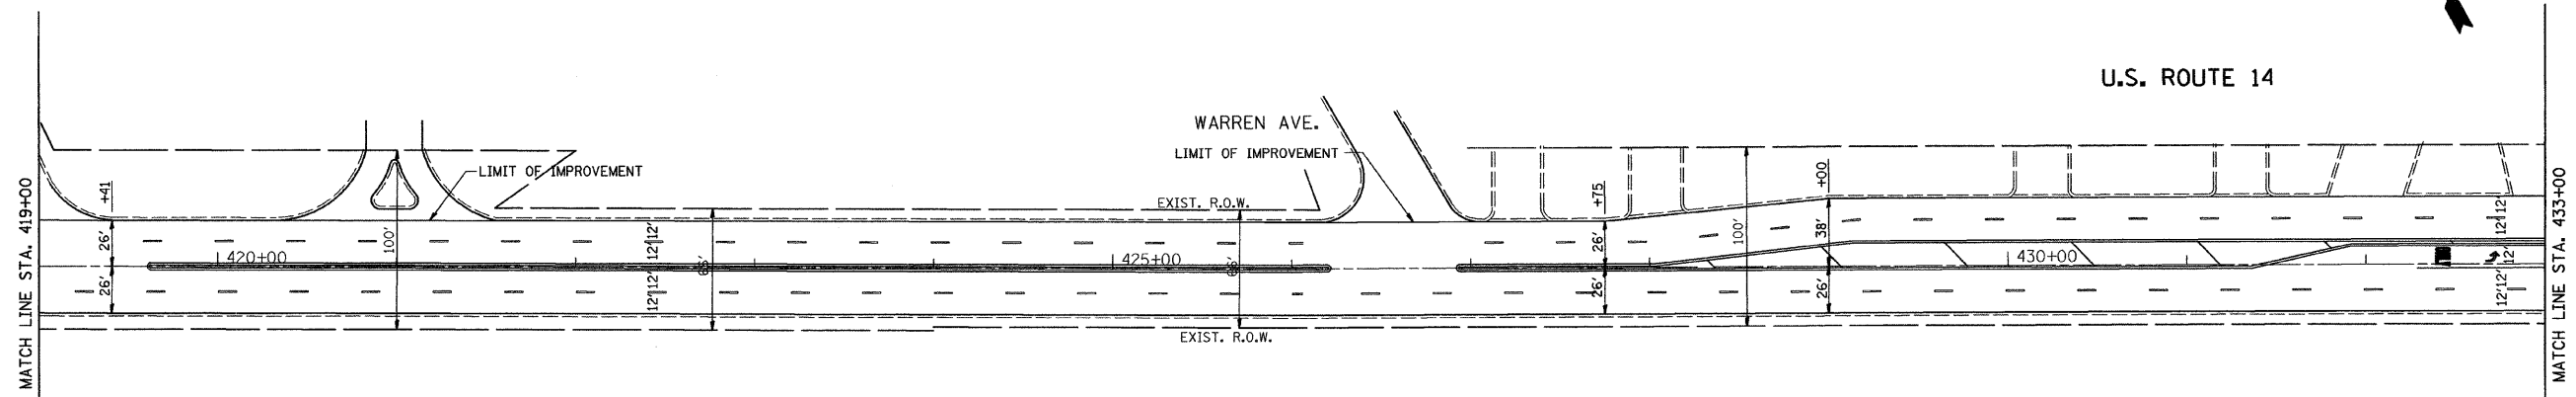 U.S. ROUTE 14
WARREN AVE.
LIMIT OF IMPROVEMENT
LIMIT OF IMPROVEMENT
MATCH LINE STA. 419+00
+41
26'
26'
100'
420+00
12'12'
12'12'
EXIST. R.O.W.
425+00
EXIST. R.O.W.
+75
26'
26'
100'
+00
38'
26'
430+00
12'12'
12'
12'12'
MATCH LINE STA. 433+00